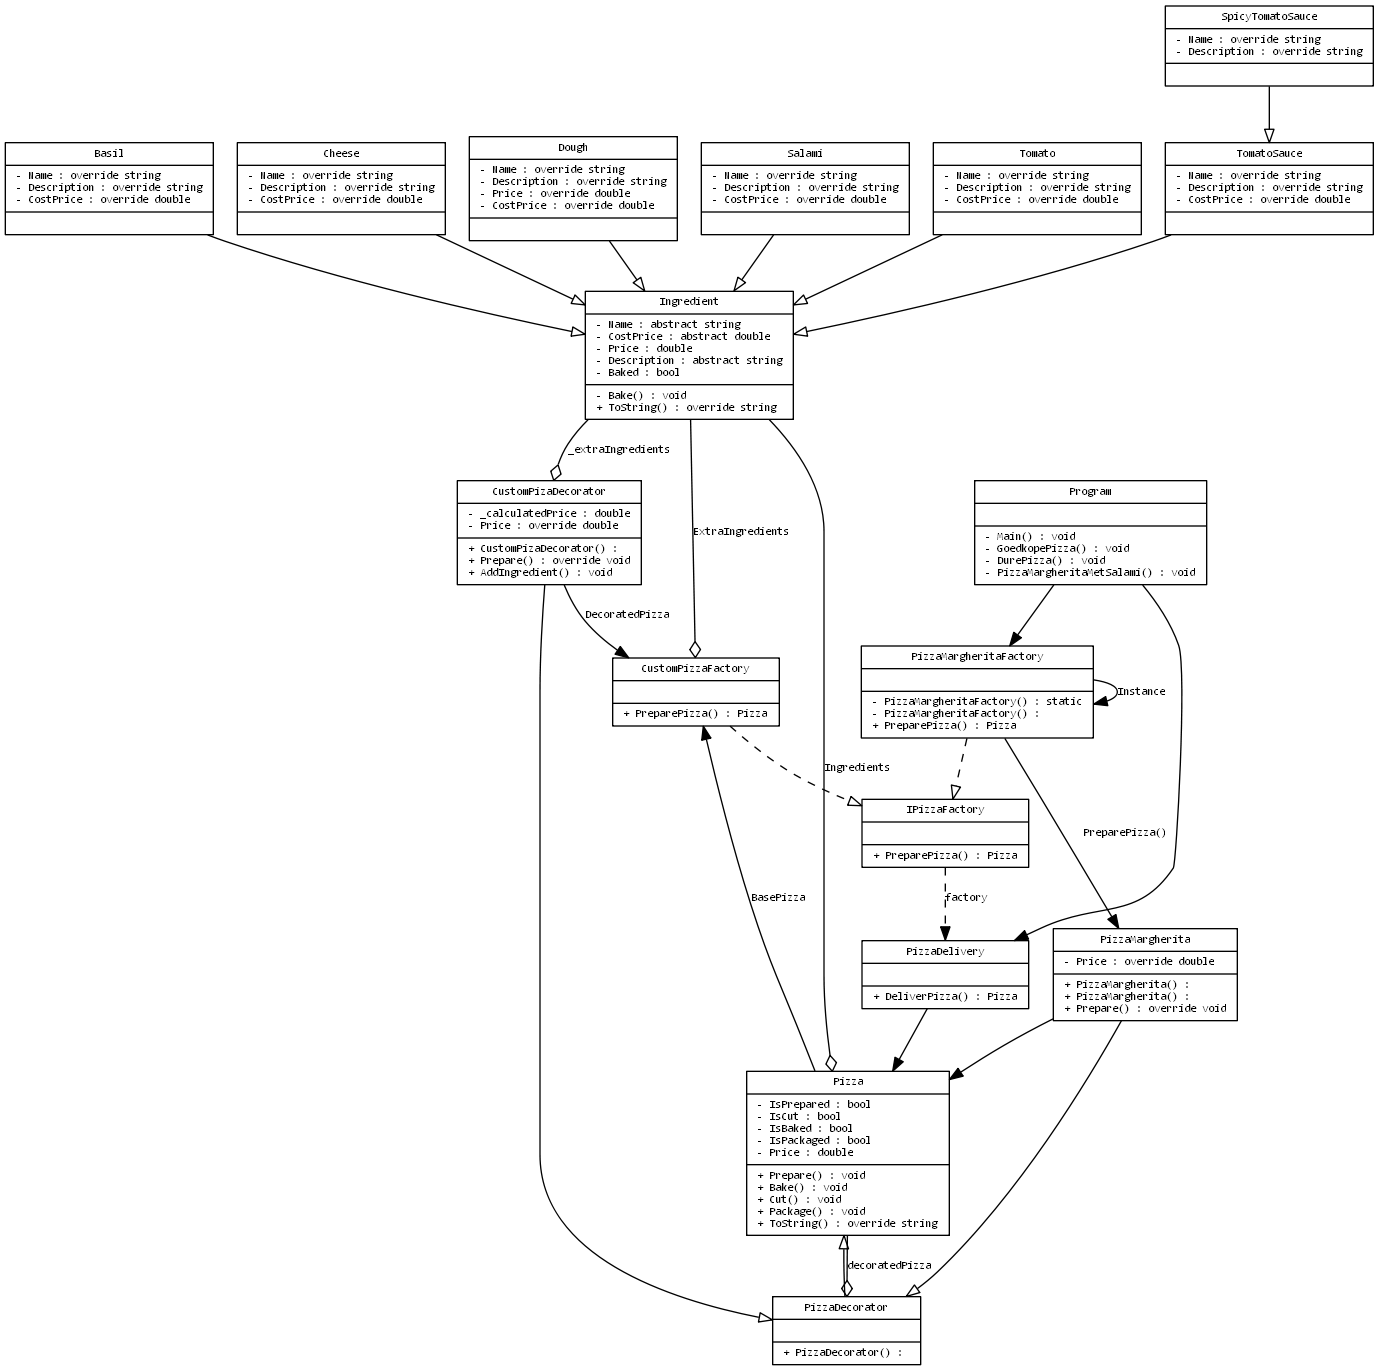 SpicyTomatoSauce
- Name : override string
- Description : override string
Basil
- Name : override string
- Description : override string
- CostPrice : override double
Cheese
- Name : override string
- Description : override string
- CostPrice : override double
Dough
- Name : override string
- Description : override string
- Price : override double
- CostPrice : override double
Salami
- Name : override string
- Description : override string
- CostPrice : override double
Tomato
- Name : override string
- Description : override string
- CostPrice : override double
TomatoSauce
- Name : override string
- Description : override string
- CostPrice : override double
Ingredient
- Name : abstract string
- CostPrice : abstract double
- Price : double
- Description : abstract string
- Baked : bool
- Bake() : void
+ ToString() : override string
_extraIngredients
CustomPizaDecorator
- _calculatedPrice : double
- Price : override double
+ CustomPizaDecorator() :
+ Prepare() : override void
+ AddIngredient() : void
ExtraIngredients
Program
- Main() : void
- GoedkopePizza() : void
- DurePizza() : void
- PizzaMargheritaMetSalami() : void
DecoratedPizza
CustomPizzaFactory
+ PreparePizza() : Pizza
PizzaMargheritaFactory
- PizzaMargheritaFactory() : static
- PizzaMargheritaFactory() :
+ PreparePizza() : Pizza
Instance
Ingredients
IPizzaFactory
+ PreparePizza() : Pizza
PreparePizza()
BasePizza
factory
PizzaDelivery
+ DeliverPizza() : Pizza
PizzaMargherita
- Price : override double
+ PizzaMargherita() :
+ PizzaMargherita() :
+ Prepare() : override void
Pizza
- IsPrepared : bool
- IsCut : bool
- IsBaked : bool
- IsPackaged : bool
- Price : double
+ Prepare() : void
+ Bake() : void
+ Cut() : void
+ Package() : void
+ ToString() : override string
decoratedPizza
PizzaDecorator
+ PizzaDecorator() :